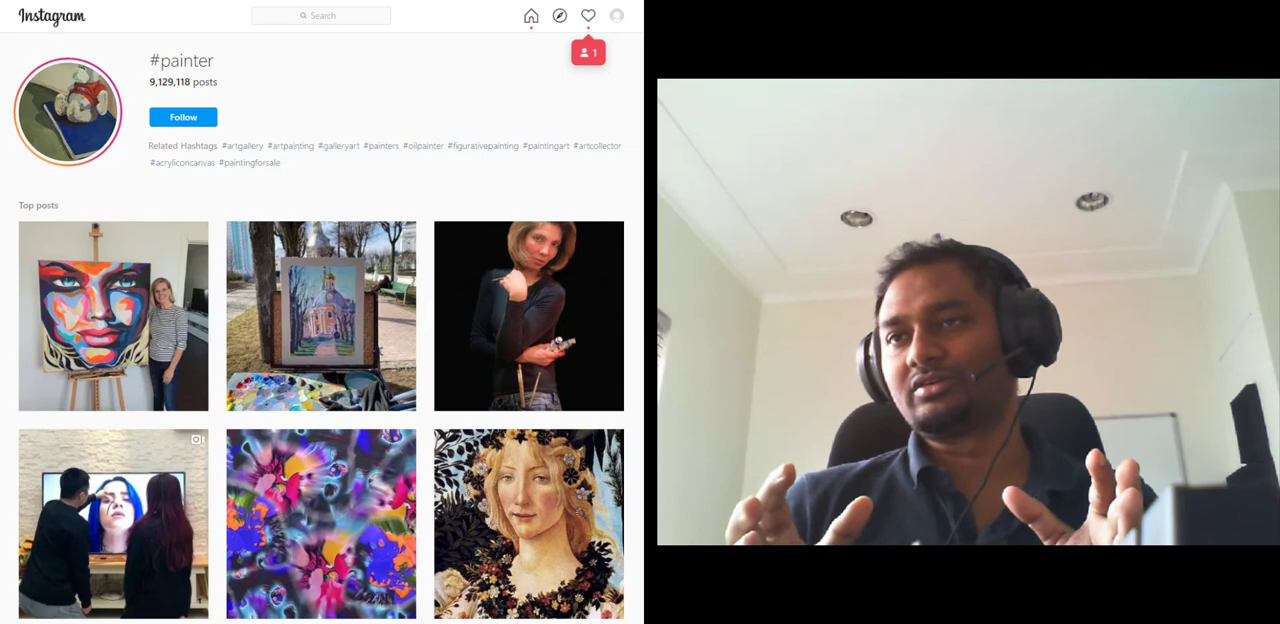 Instagram
Search
1
#painter
9,129,118 posts
Follow
Related Hashtags #artgallery #artpainting #galleryart #painters #oilpainter #figurativepainting #paintingart #artcollector
#acryliconcanvas #paintingforsale
Top posts